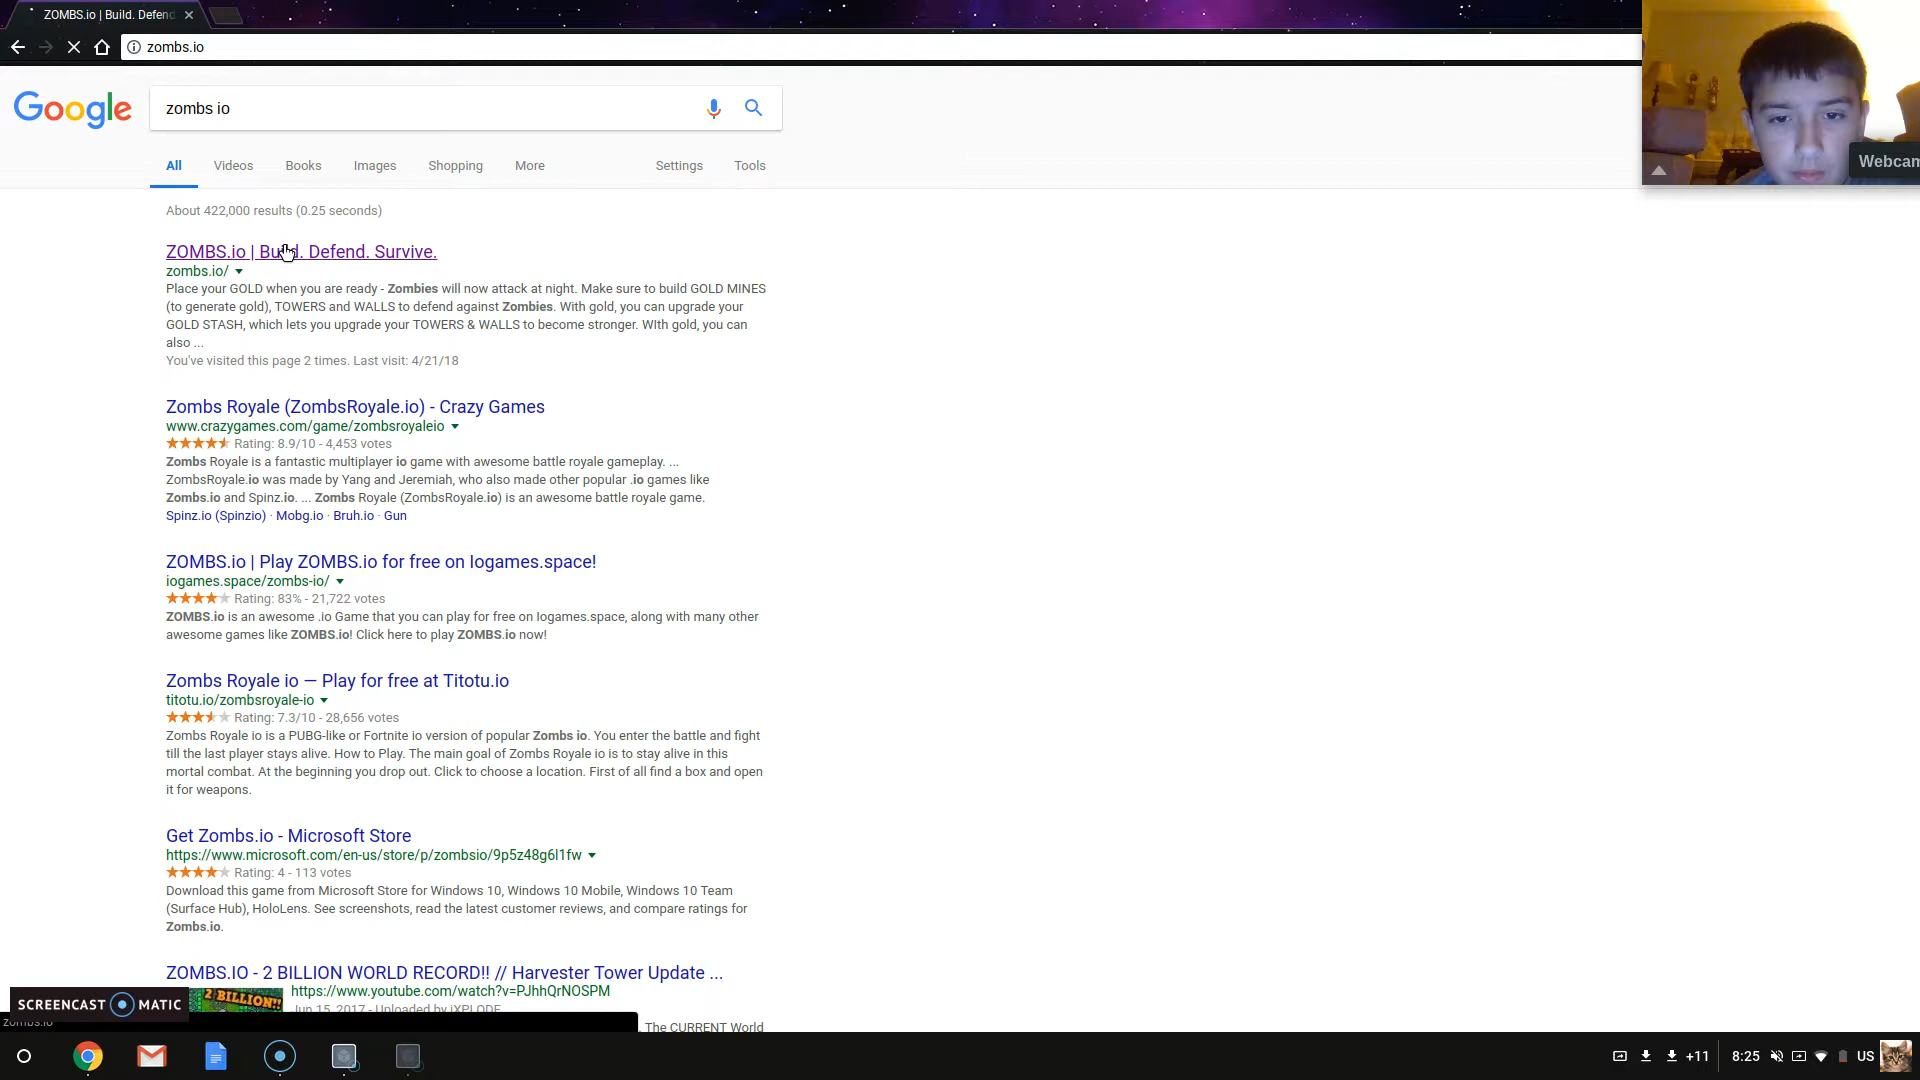 ZOMBS.io | Build. Defend
zombs.io
Google
zombs io
All Videos Books Images Shopping More Settings Tools
About 422,000 results (0.25 seconds)
ZOMBS.io | Build. Defend. Survive.
zombs.io/
Place your GOLD when you are ready - Zombies will now attack at night. Make sure to build GOLD MINES
(to generate gold), TOWERS and WALLS to defend against Zombies. With gold, you can upgrade your
GOLD STASH, which lets you upgrade your TOWERS & WALLS to become stronger. WIth gold, you can
also ...
You've visited this page 2 times. Last visit: 4/21/18
Zombs Royale (ZombsRoyale.io) - Crazy Games
www.crazygames.com/game/zombsroyaleio
Rating: 8.9/10 - 4,453 votes
Zombs Royale is a fantastic multiplayer io game with awesome battle royale gameplay. ...
ZombsRoyale.io was made by Yang and Jeremiah, who also made other popular .io games like
Zombs.io and Spinz.io. ... Zombs Royale (ZombsRoyale.io) is an awesome battle royale game.
Spinz.io (Spinzio) · Mobg.io · Bruh.io · Gun
ZOMBS.io | Play ZOMBS.io for free on Iogames.space!
iogames.space/zombs-io/
Rating: 83% - 21,722 votes
ZOMBS.io is an awesome .io Game that you can play for free on Iogames.space, along with many other
awesome games like ZOMBS.io! Click here to play ZOMBS.io now!
Zombs Royale io — Play for free at Titotu.io
titotu.io/zombsroyale-io
Rating: 7.3/10 - 28,656 votes
Zombs Royale io is a PUBG-like or Fortnite io version of popular Zombs io. You enter the battle and fight
till the last player stays alive. How to Play. The main goal of Zombs Royale io is to stay alive in this
mortal combat. At the beginning you drop out. Click to choose a location. First of all find a box and open
it for weapons.
Get Zombs.io - Microsoft Store
https://www.microsoft.com/en-us/store/p/zombsio/9p5z48g6l1fw
Rating: 4 - 113 votes
Download this game from Microsoft Store for Windows 10, Windows 10 Mobile, Windows 10 Team
(Surface Hub), HoloLens. See screenshots, read the latest customer reviews, and compare ratings for
Zombs.io.
ZOMBS.IO - 2 BILLION WORLD RECORD!! // Harvester Tower Update ...
2 BILLION!!
https://www.youtube.com/watch?v=PJhhQrNOSPM
Jun 15, 2017 - Uploaded by iXPLODE
The CURRENT World
SCREENCAST MATIC
zombs.io
Webcam
+11 8:25 US